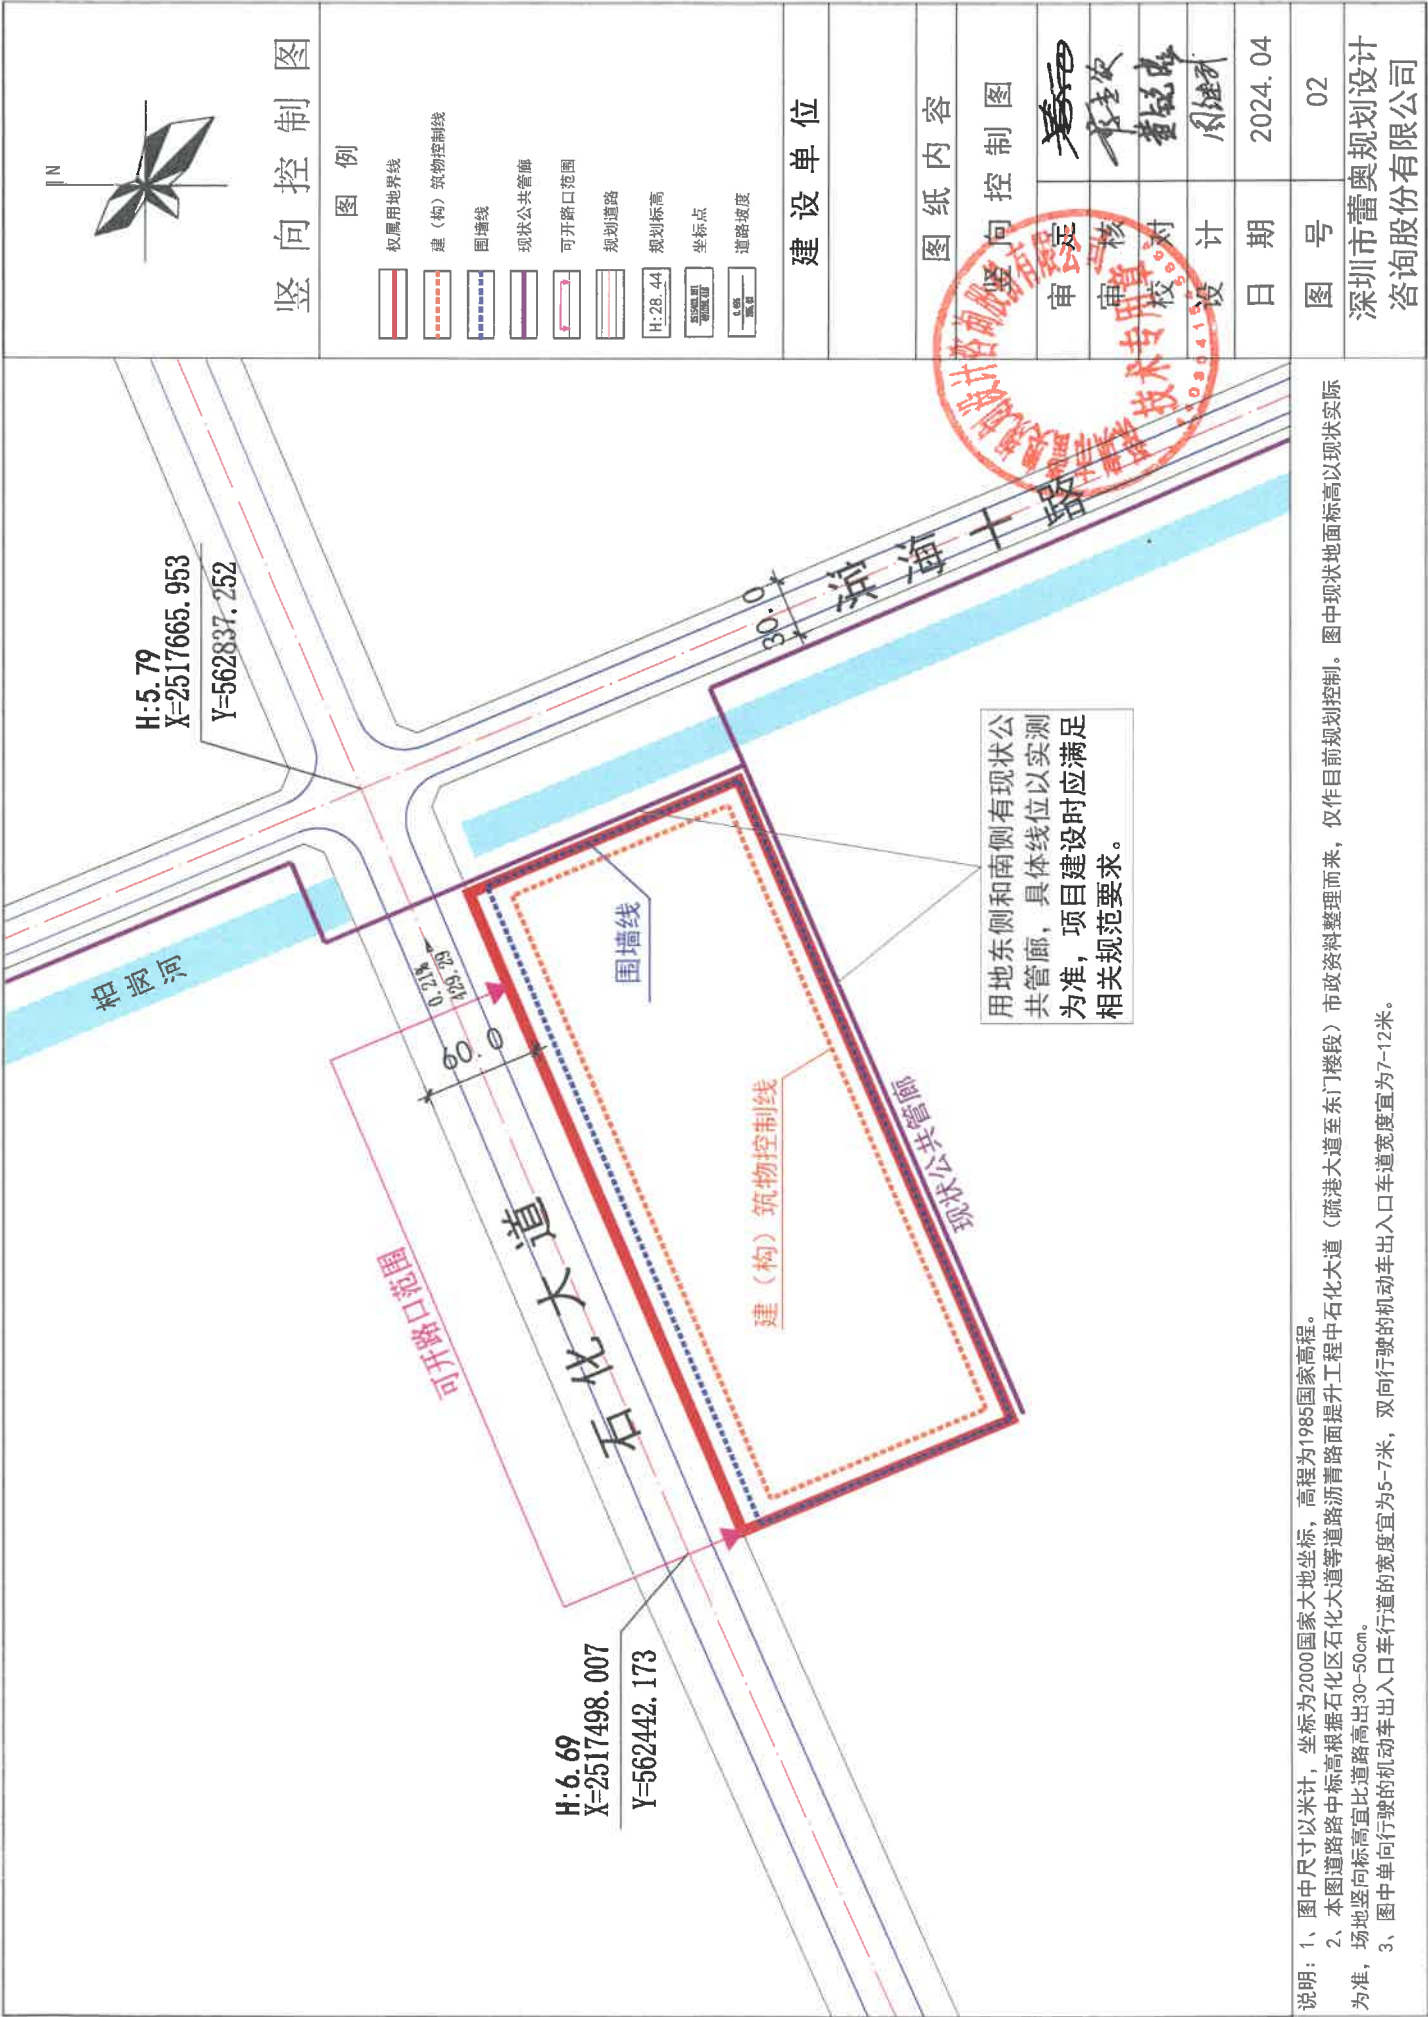 竖向控制图
N
图例
权属用地界线
建（构）筑物控制线
围墙线
现状公共管廊
可开路口范围
规划道路
H:28.44
规划标高
坐标点
道路坡度
建设单位
图纸内容
竖向控制图
审定
审核
校对
设计
日期 2024.04
图号 02
深圳市蕾奥规划设计
咨询股份有限公司
技术专用章
H:5.79
X=2517665.953
Y=562837.252
柏岗河
0.21%
429.29
60.0
30.0
滨海十路
可开路口范围
石化大道
围墙线
建（构）筑物控制线
现状公共管廊
用地东侧和南侧有现状公
共管廊，具体线位以实测
为准，项目建设时应满足
相关规范要求。
H:6.69
X=2517498.007
Y=562442.173
说明：1、图中尺寸以米计，坐标为2000国家大地坐标，高程为1985国家高程。
2、本图道路路中标高根据石化区石化大道等道路沥青路面提升工程中石化大道（疏港大道至东门楼段）市政资料整理而来，仅作目前规划控制。图中现状地面标高以现状实际
为准，场地竖向标高宜比道路高出30-50cm。
3、图中单向行驶的机动车出入口车行道的宽度宜为5-7米，双向行驶的机动车出入口车道宽度宜为7-12米。